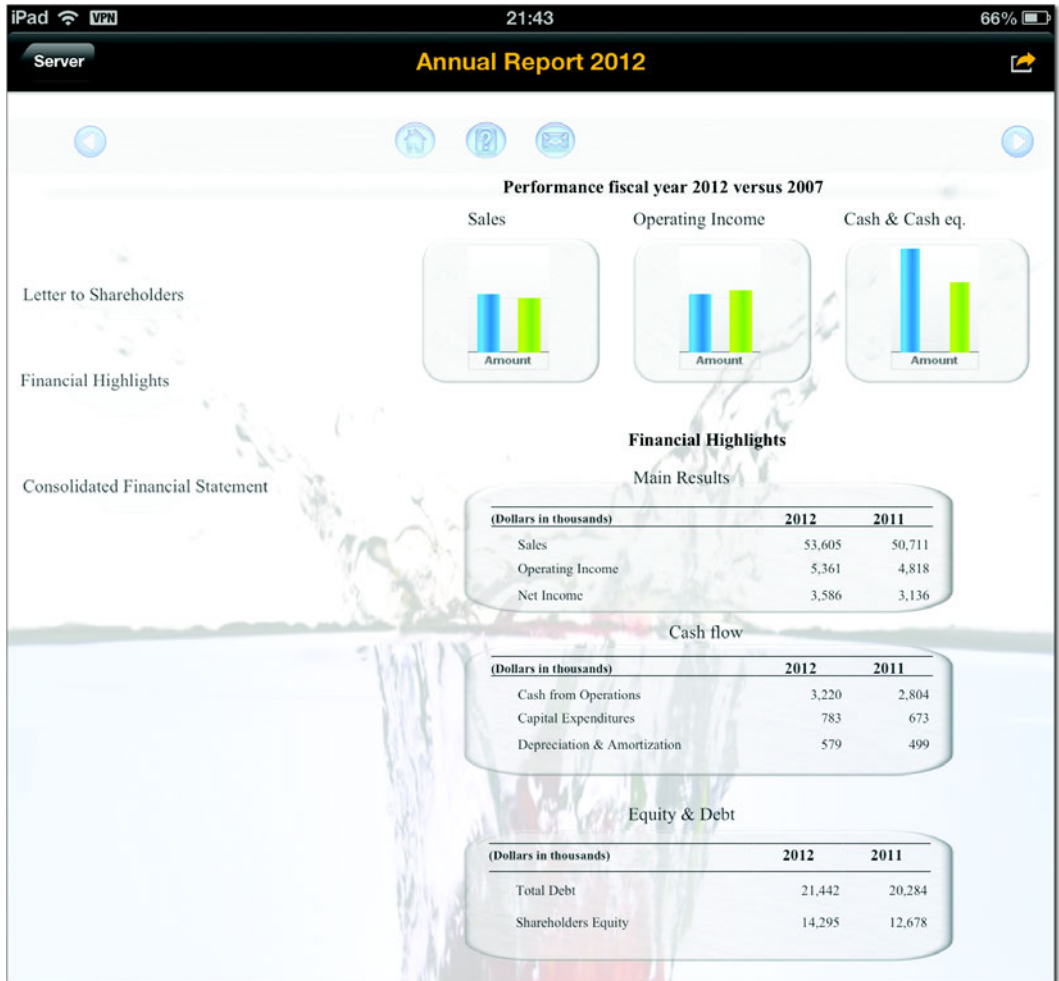 iPad VPN 21:43 66%
Server Annual Report 2012
?
Performance fiscal year 2012 versus 2007
Sales Operating Income Cash & Cash eq.
Amount Amount Amount
Letter to Shareholders
Financial Highlights
Consolidated Financial Statement
Financial Highlights
Main Results
(Dollars in thousands) 2012 2011
Sales 53,605 50,711
Operating Income 5,361 4,818
Net Income 3,586 3,136
Cash flow
(Dollars in thousands) 2012 2011
Cash from Operations 3,220 2,804
Capital Expenditures 783 673
Depreciation & Amortization 579 499
Equity & Debt
(Dollars in thousands) 2012 2011
Total Debt 21,442 20,284
Shareholders Equity 14,295 12,678